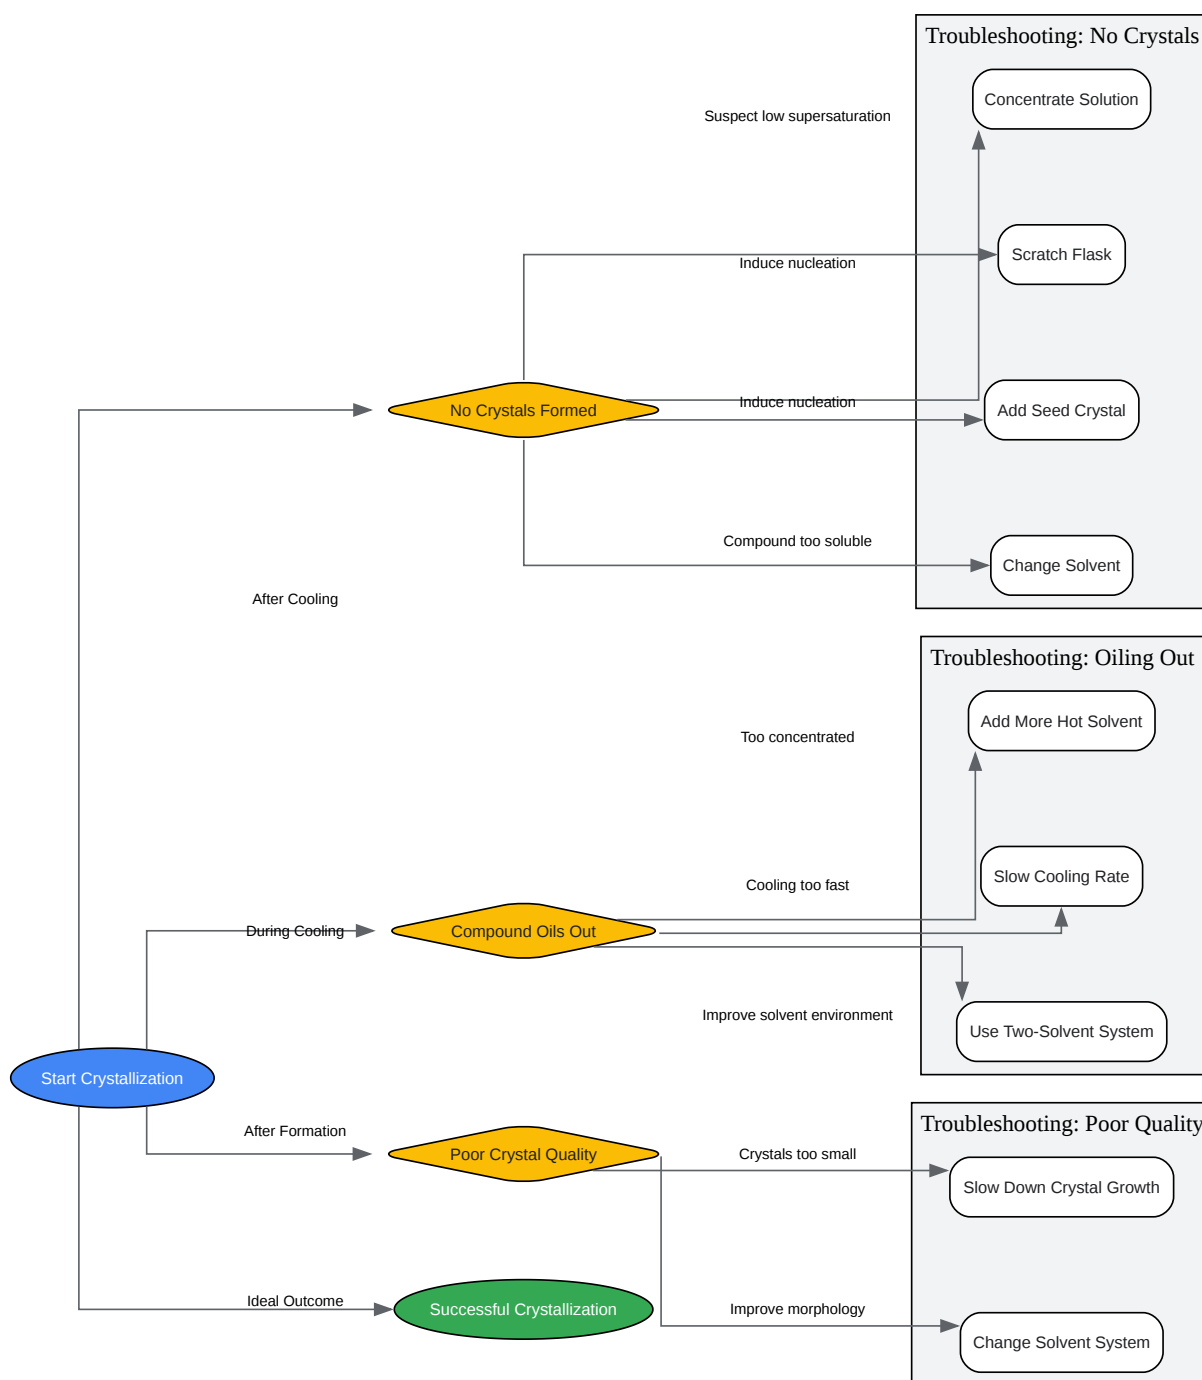 Troubleshooting: No Crystals
Concentrate Solution
Suspect low supersaturation
Scratch Flask
Induce nucleation
Induce nucleation
No Crystals Formed
Add Seed Crystal
Compound too soluble
Change Solvent
After Cooling
Troubleshooting: Oiling Out
Add More Hot Solvent
Too concentrated
Slow Cooling Rate
Cooling too fast
During Cooling
Compound Oils Out
Improve solvent environment
Use Two-Solvent System
Start Crystallization
Troubleshooting: Poor Quality
After Formation
Poor Crystal Quality
Crystals too small
Slow Down Crystal Growth
Ideal Outcome
Successful Crystallization
Improve morphology
Change Solvent System